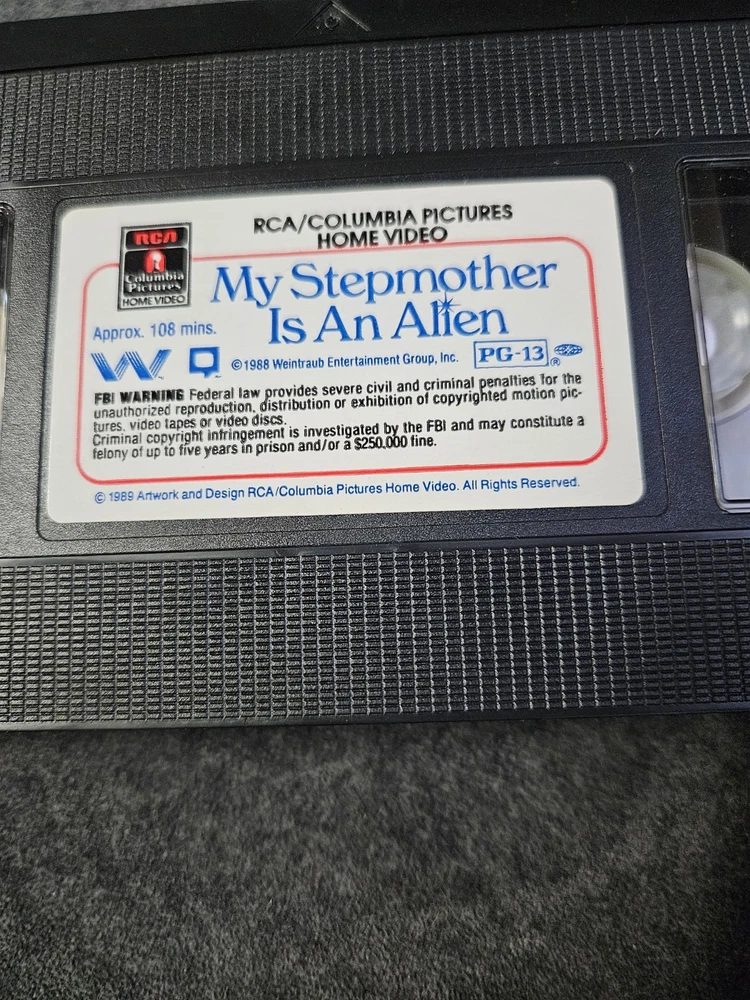 RCA/COLUMBIA PICTURES
HOME VIDEO
RCA
Columbia
Pictures
HOME VIDEO
My Stepmother
Is An Alien
Approx. 108 mins.
W ©1988 Weintraub Entertainment Group, Inc. PG-13 ®
FBI WARNING Federal law provides severe civil and criminal penalties for the
unauthorized reproduction, distribution or exhibition of copyrighted motion pic-
tures, video tapes or video discs.
Criminal copyright infringement is investigated by the FBI and may constitute a
felony of up to five years in prison and/or a $250,000 fine.
© 1989 Artwork and Design RCA/Columbia Pictures Home Video. All Rights Reserved.